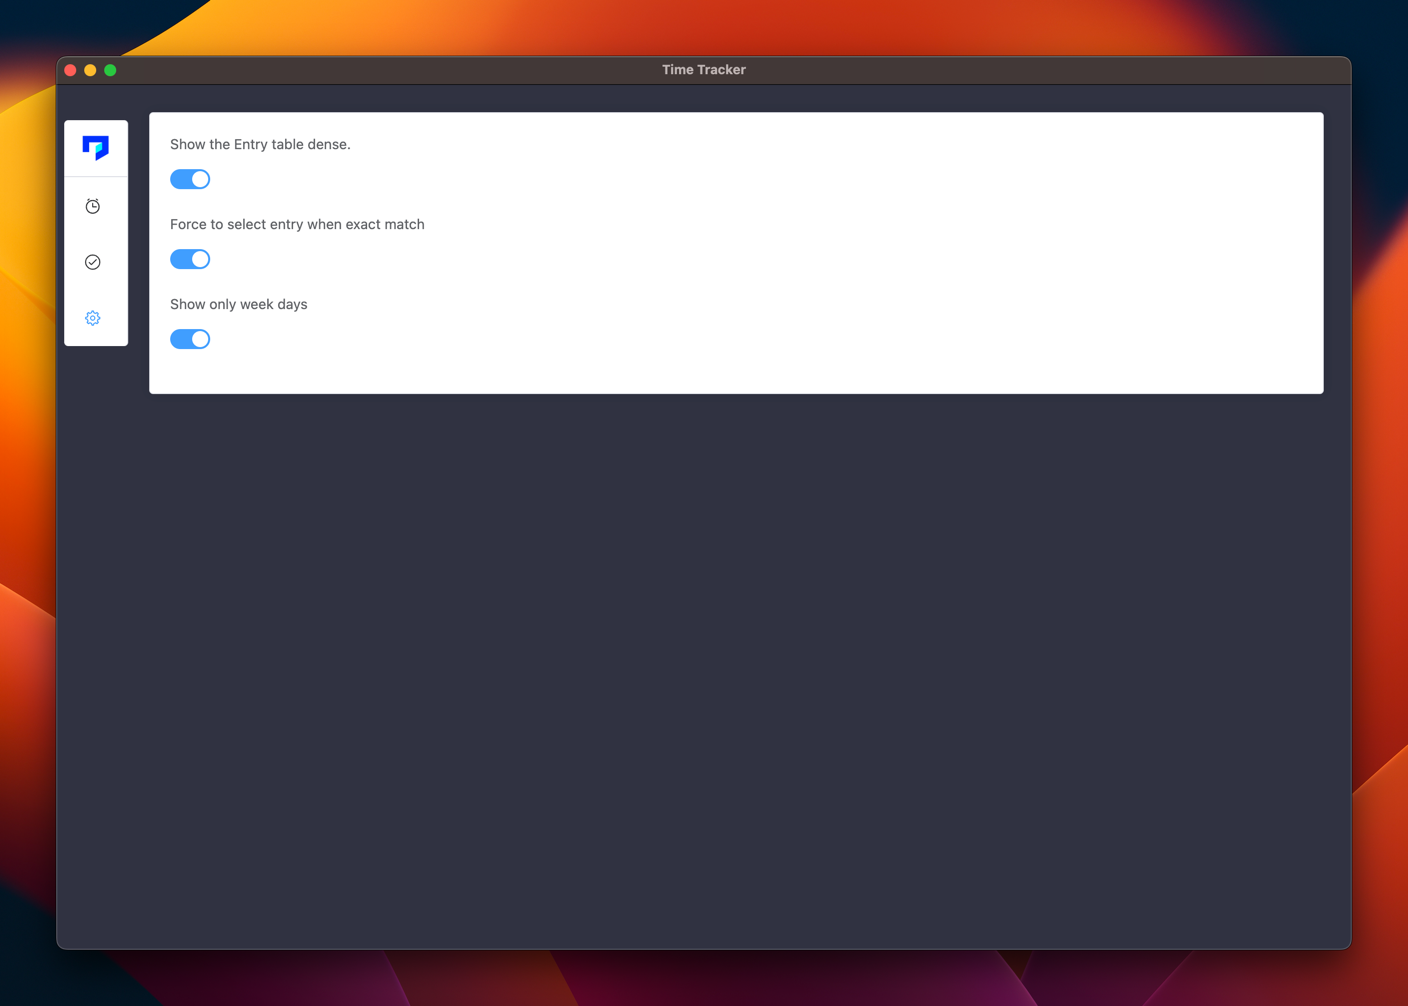 Time Tracker
Show the Entry table dense.
Force to select entry when exact match
Show only week days